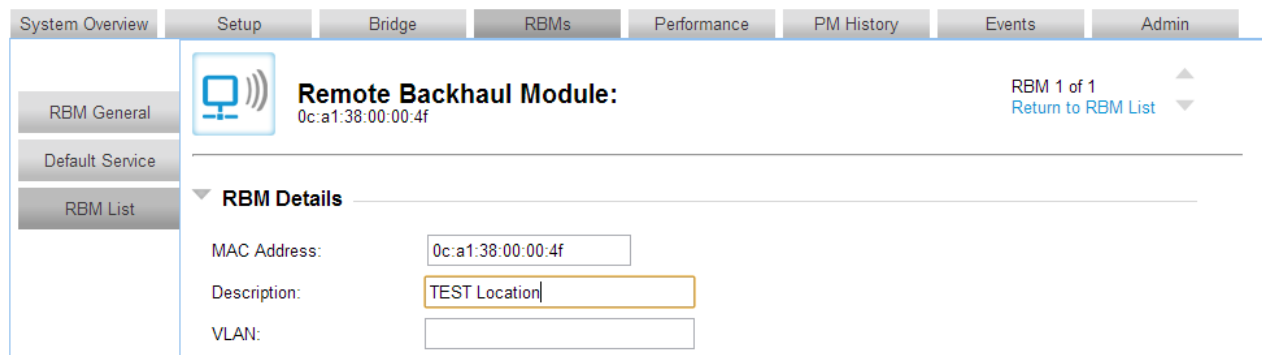 System Overview Setup Bridge RBMs Performance PM History Events Admin
RBM General
Default Service
RBM List
Remote Backhaul Module:
0c:a1:38:00:00:4f
RBM 1 of 1
Return to RBM List
RBM Details
MAC Address: 0c:a1:38:00:00:4f
Description: TEST Location
VLAN: